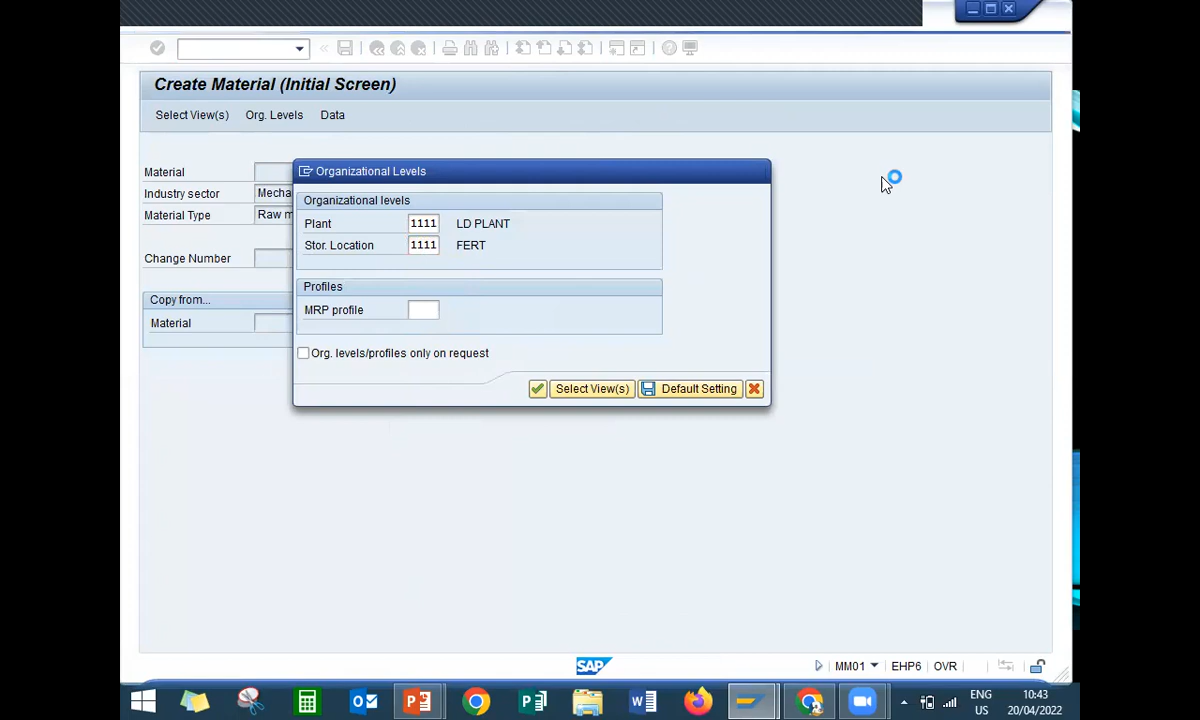 Create Material (Initial Screen)
Select View(s) Org. Levels Data
Material
Industry sector Mecha
Material Type Raw m
Change Number
Copy from...
Material
Organizational Levels
Organizational levels
Plant 1111 LD PLANT
Stor. Location 1111 FERT
Profiles
MRP profile
Org. levels/profiles only on request
Select View(s) Default Setting
SAP
MM01 EHP6 OVR
ENG 10:43
US 20/04/2022